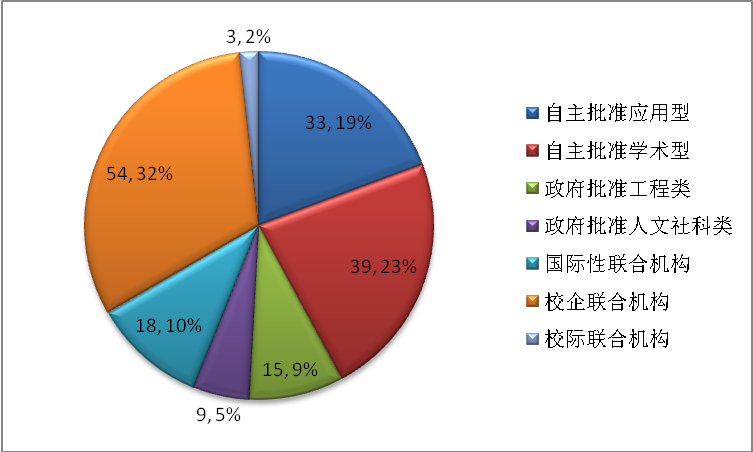 3, 2%
33, 19%
54, 32%
39, 23%
18, 10%
15, 9%
9, 5%
自主批准应用型
自主批准学术型
政府批准工程类
政府批准人文社科类
国际性联合机构
校企联合机构
校际联合机构